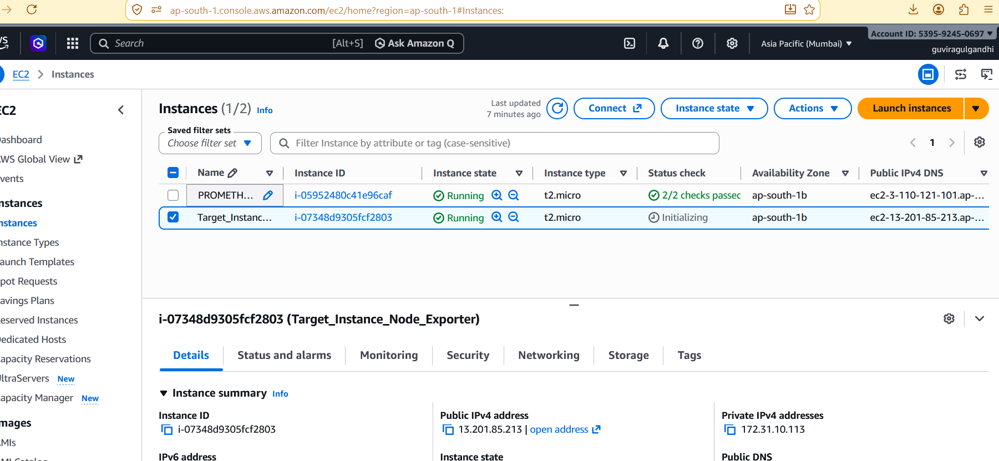 ap-south-1.console.aws.amazon.com/ec2/home?region=ap-south-1#Instances:
Search [Alt+S] Ask Amazon Q
Asia Pacific (Mumbai)
Account ID: 5395-9245-0697
guviragulgandhi
EC2 > Instances
EC2
ashboard
WS Global View
vents
nstances
nstances
nstance Types
aunch Templates
pot Requests
avings Plans
eserved Instances
edicated Hosts
apacity Reservations
ltraServers New
apacity Manager New
mages
MIs
Instances (1/2) Info
Last updated
7 minutes ago
Connect
Instance state
Actions
Launch instances
Saved filter sets
Choose filter set
Filter Instance by attribute or tag (case-sensitive)
1
Name Instance ID Instance state Instance type Status check Availability Zone Public IPv4 DNS
PROMETH... i-05952480c41e96caf Running t2.micro 2/2 checks passed ap-south-1b ec2-3-110-121-101.ap-...
Target_Instanc... i-07348d9305fcf2803 Running t2.micro Initializing ap-south-1b ec2-13-201-85-213.ap-...
i-07348d9305fcf2803 (Target_Instance_Node_Exporter)
Details Status and alarms Monitoring Security Networking Storage Tags
Instance summary Info
Instance ID
i-07348d9305fcf2803
Public IPv4 address
13.201.85.213 | open address
Private IPv4 addresses
172.31.10.113
IPv6 address
Instance state
Public DNS